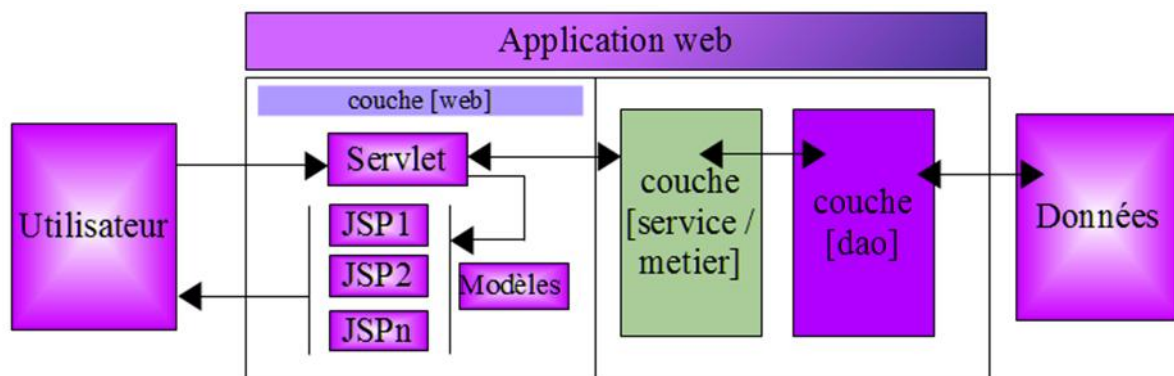 Application web
couche [web]
Utilisateur
Servlet
JSP1
JSP2
JSPn
Modèles
couche
[service /
metier]
couche
[dao]
Données